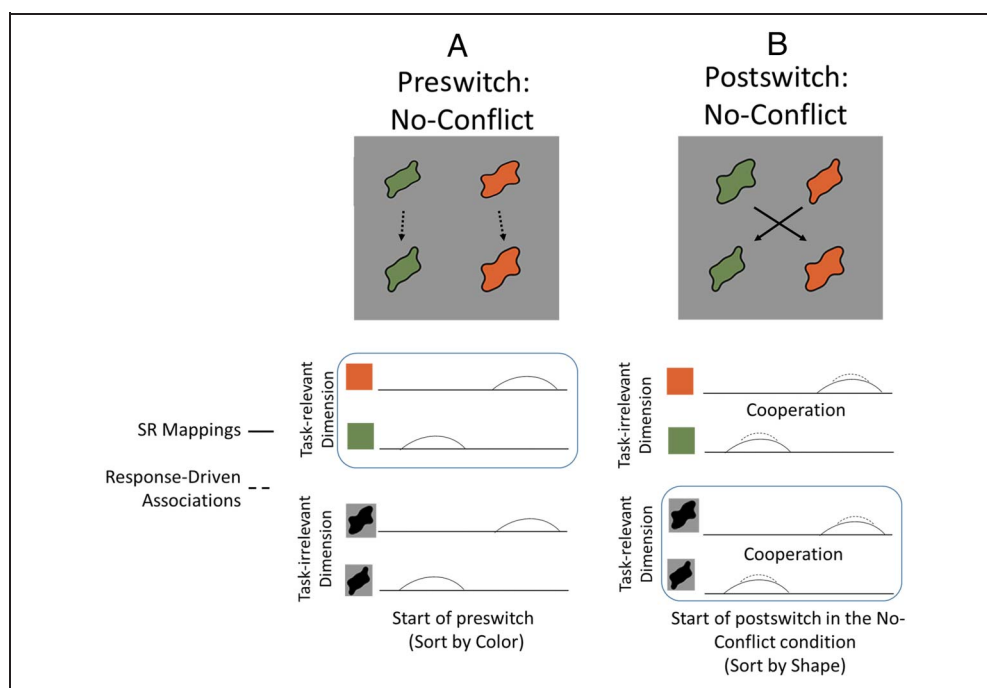 A
Preswitch:
No-Conflict
B
Postswitch:
No-Conflict
SR Mappings
Response-Driven
Associations
Task-relevant
Dimension
Task-irrelevant
Dimension
Start of preswitch
(Sort by Color)
Task-irrelevant
Dimension
Cooperation
Task-relevant
Dimension
Cooperation
Start of postswitch in the No-
Conflict condition
(Sort by Shape)